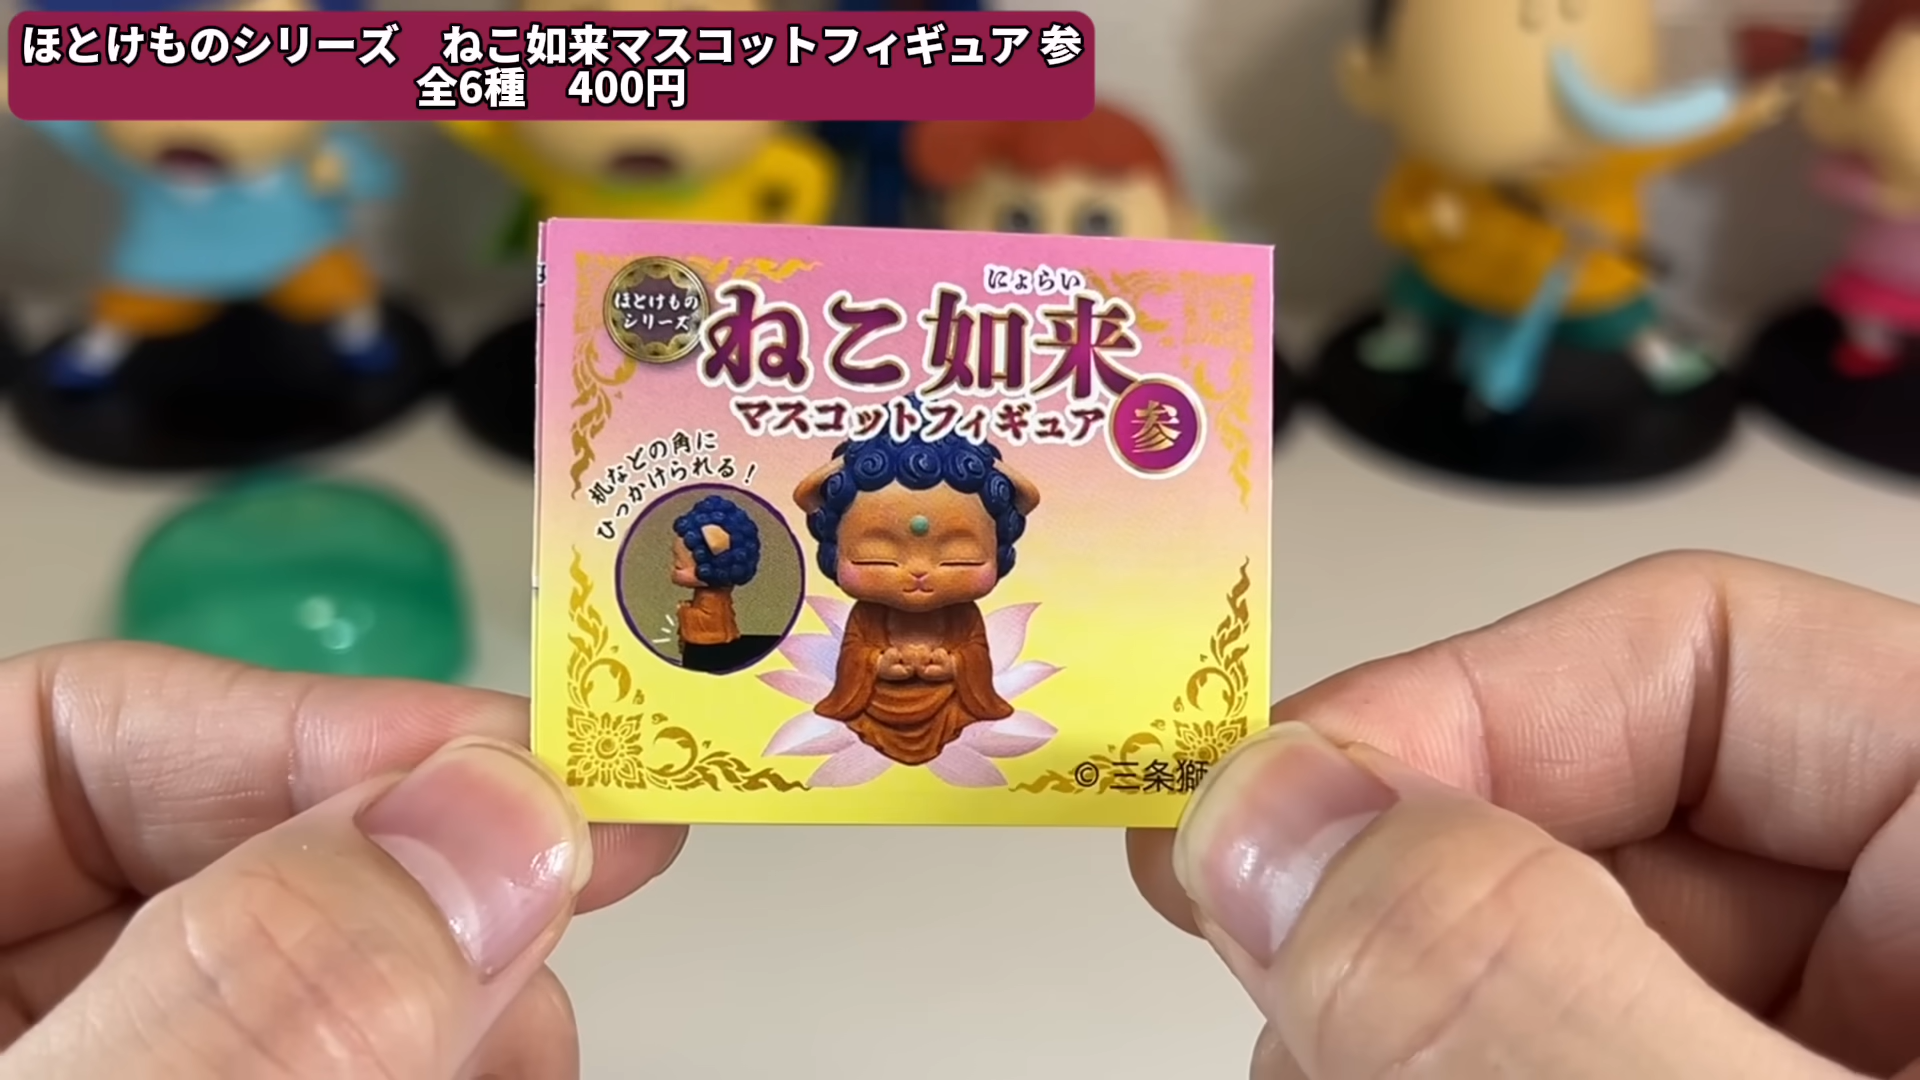 ほとけものシリーズ　ねこ如来マスコットフィギュア 参
全6種　400円
ほとけもの
シリーズ
にょらい
ねこ如来
マスコットフィギュア 参
机などの角に
ひっかけられる！
© 三条獅